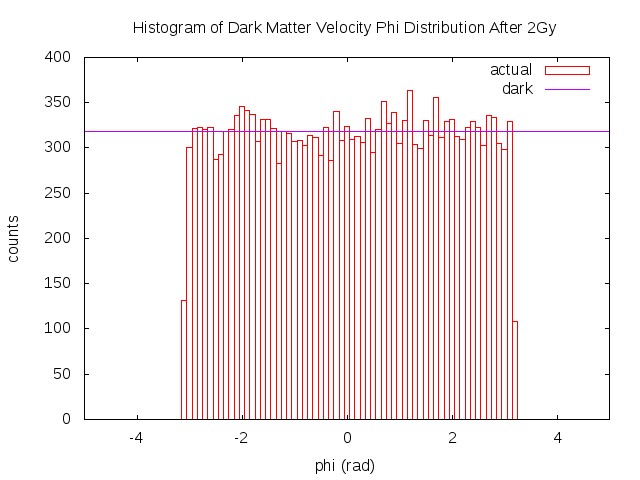 Histogram of Dark Matter Velocity Phi Distribution After 2Gy
400
350
300
250
200
150
100
50
0
counts
actual
dark
-4
-2
0
2
4
phi (rad)